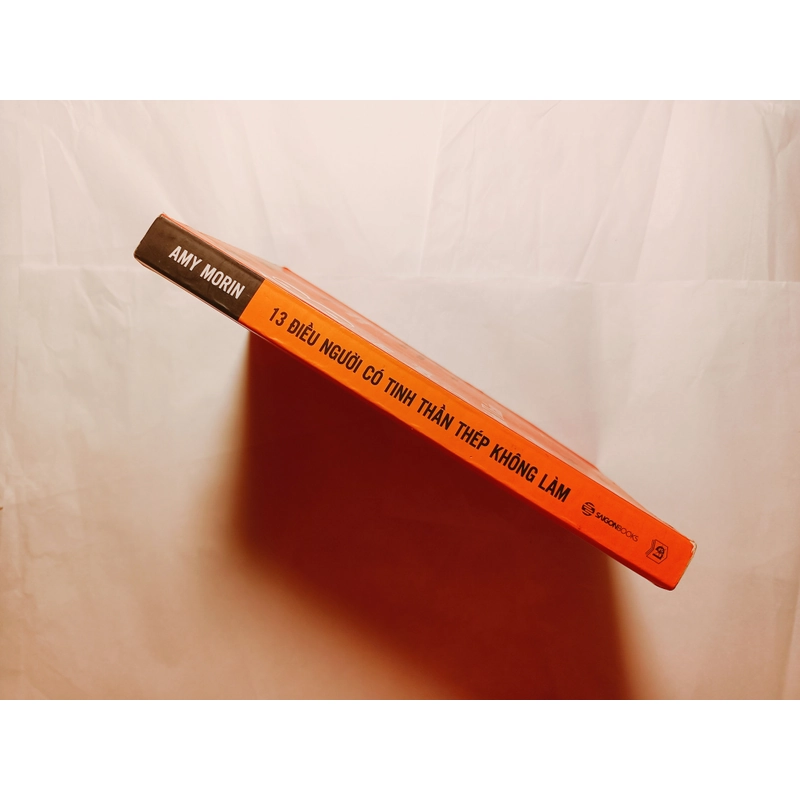 AMY MORIN
13 ĐIỀU NGƯỜI CÓ TINH THẦN THÉP KHÔNG LÀM
SAIGONBOOKS